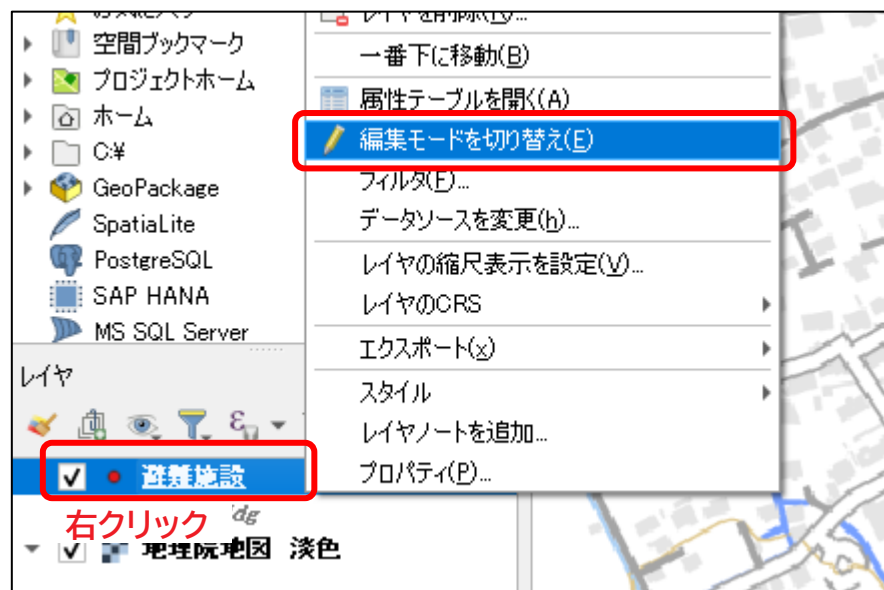 空間ブックマーク
プロジェクトホーム
ホーム
C:¥
GeoPackage
SpatiaLite
PostgreSQL
SAP HANA
MS SQL Server
レイヤを削除(R)...
一番下に移動(B)
属性テーブルを開く(A)
編集モードを切り替え(E)
フィルタ(F)...
データソースを変更(h)...
レイヤの縮尺表示を設定(V)...
レイヤのCRS
エクスポート(x)
スタイル
レイヤノートを追加...
プロパティ(P)...
レイヤ
避難施設
右クリック
地理院地図 淡色